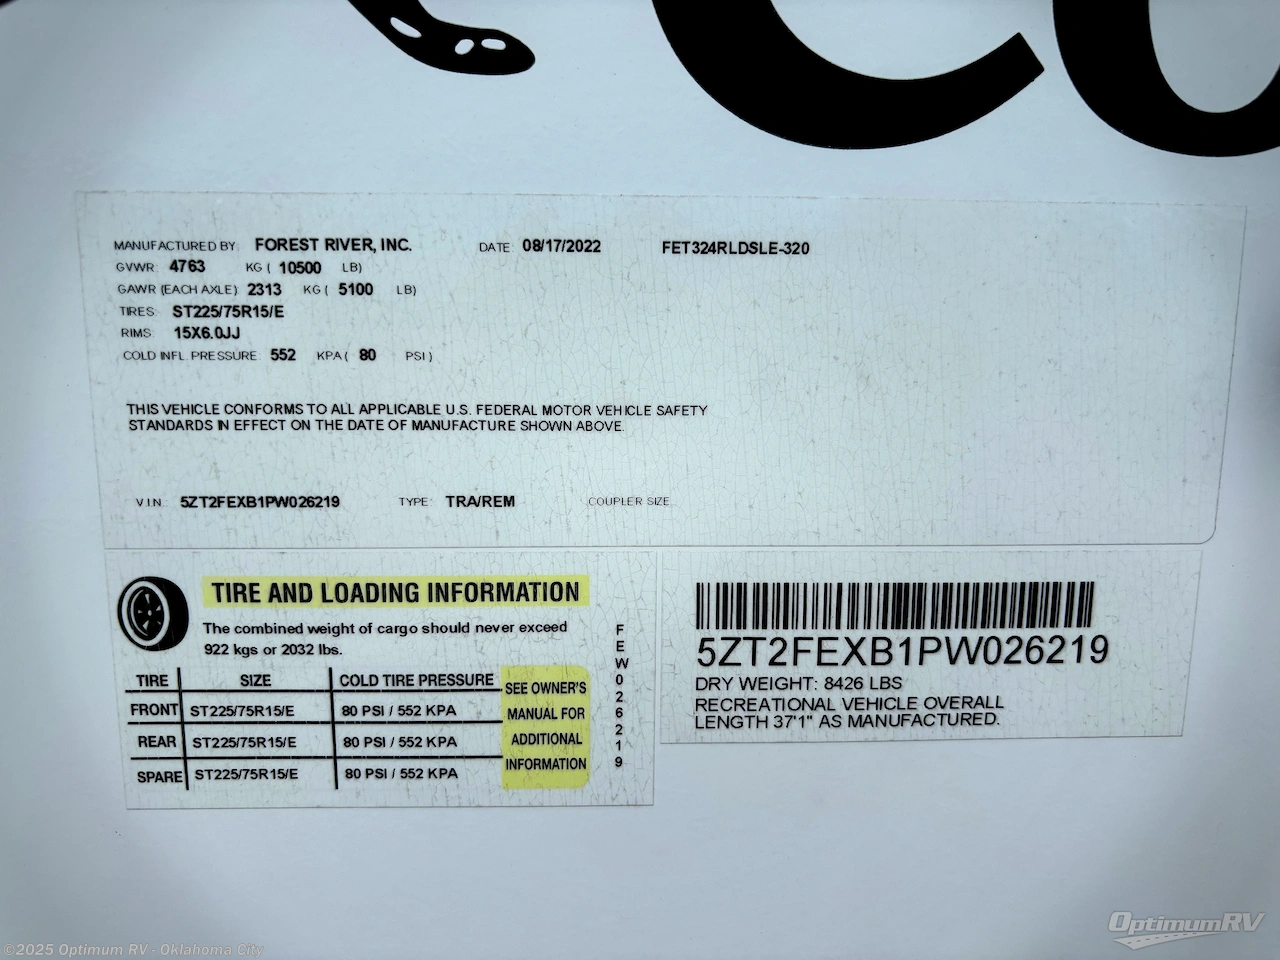 MANUFACTURED BY: FOREST RIVER, INC. DATE: 08/17/2022 FET324RLDSLE-320
GVWR: 4763 KG ( 10500 LB)
GAWR (EACH AXLE): 2313 KG ( 5100 LB)
TIRES: ST225/75R15/E
RIMS: 15X6.0JJ
COLD INFL. PRESSURE: 552 KPA ( 80 PSI )
THIS VEHICLE CONFORMS TO ALL APPLICABLE U.S. FEDERAL MOTOR VEHICLE SAFETY
STANDARDS IN EFFECT ON THE DATE OF MANUFACTURE SHOWN ABOVE.
V I N.: 5ZT2FEXB1PW026219 TYPE: TRA/REM COUPLER SIZE:
TIRE AND LOADING INFORMATION
The combined weight of cargo should never exceed
922 kgs or 2032 lbs.
TIRE SIZE COLD TIRE PRESSURE
FRONT ST225/75R15/E 80 PSI / 552 KPA
REAR ST225/75R15/E 80 PSI / 552 KPA
SPARE ST225/75R15/E 80 PSI / 552 KPA
SEE OWNER'S
MANUAL FOR
ADDITIONAL
INFORMATION
FEW026219
5ZT2FEXB1PW026219
DRY WEIGHT: 8426 LBS
RECREATIONAL VEHICLE OVERALL
LENGTH 37'1" AS MANUFACTURED.
©2025 Optimum RV - Oklahoma City
OptimumRV